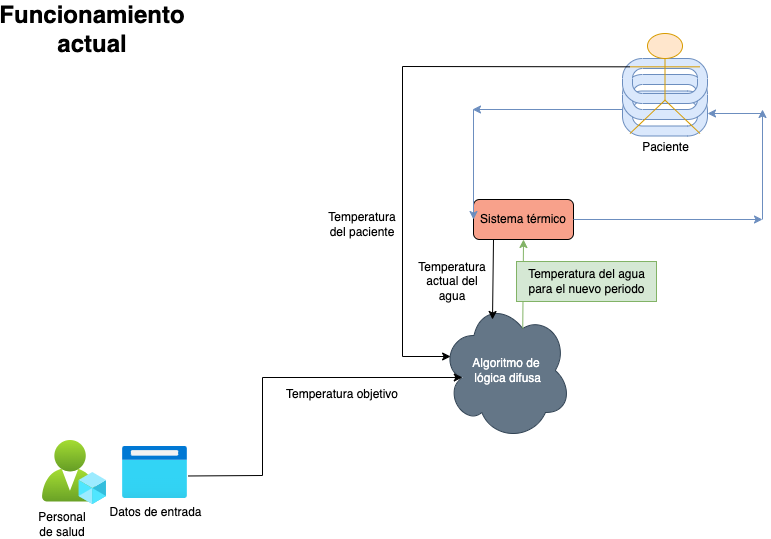 Funcionamiento
actual
Paciente
Sistema térmico
Temperatura
del paciente
Temperatura
actual del
agua
Temperatura del agua
para el nuevo periodo
Algoritmo de
lógica difusa
Temperatura objetivo
Datos de entrada
Personal
de salud